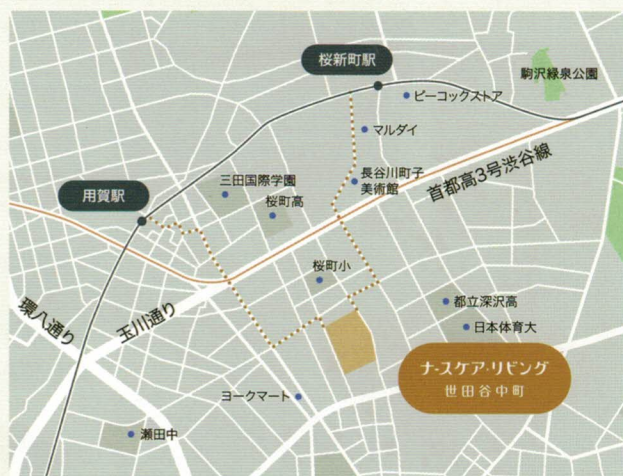 桜新町駅
駒沢緑泉公園
ピーコックストア
マルダイ
長谷川町子
美術館
首都高3号渋谷線
三田国際学園
用賀駅
桜町高
桜町小
都立深沢高
日本体育大
環八通り
玉川通り
ナースケア・リビング
世田谷中町
ヨークマート
瀬田中